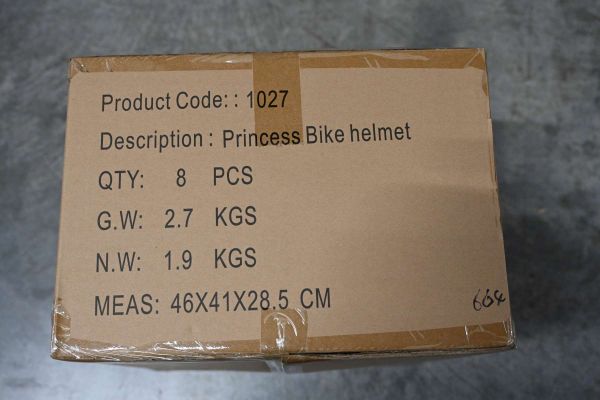 Product Code: : 1027
Description : Princess Bike helmet
QTY: 8 PCS
G.W: 2.7 KGS
N.W: 1.9 KGS
MEAS: 46X41X28.5 CM